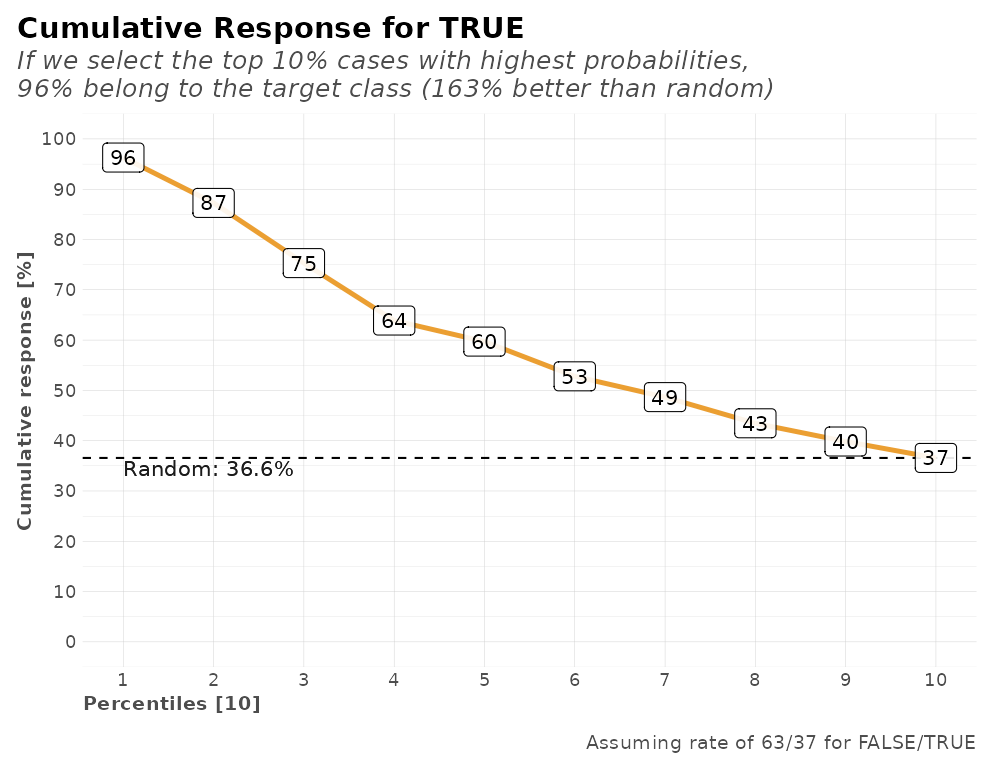 Cumulative Response for TRUE
If we select the top 10% cases with highest probabilities,
96% belong to the target class (163% better than random)
Cumulative response [%]
100
90
80
70
60
50
40
30
20
10
0
96
87
75
64
60
53
49
43
40
37
Random: 36.6%
1 2 3 4 5 6 7 8 9 10
Percentiles [10]
Assuming rate of 63/37 for FALSE/TRUE